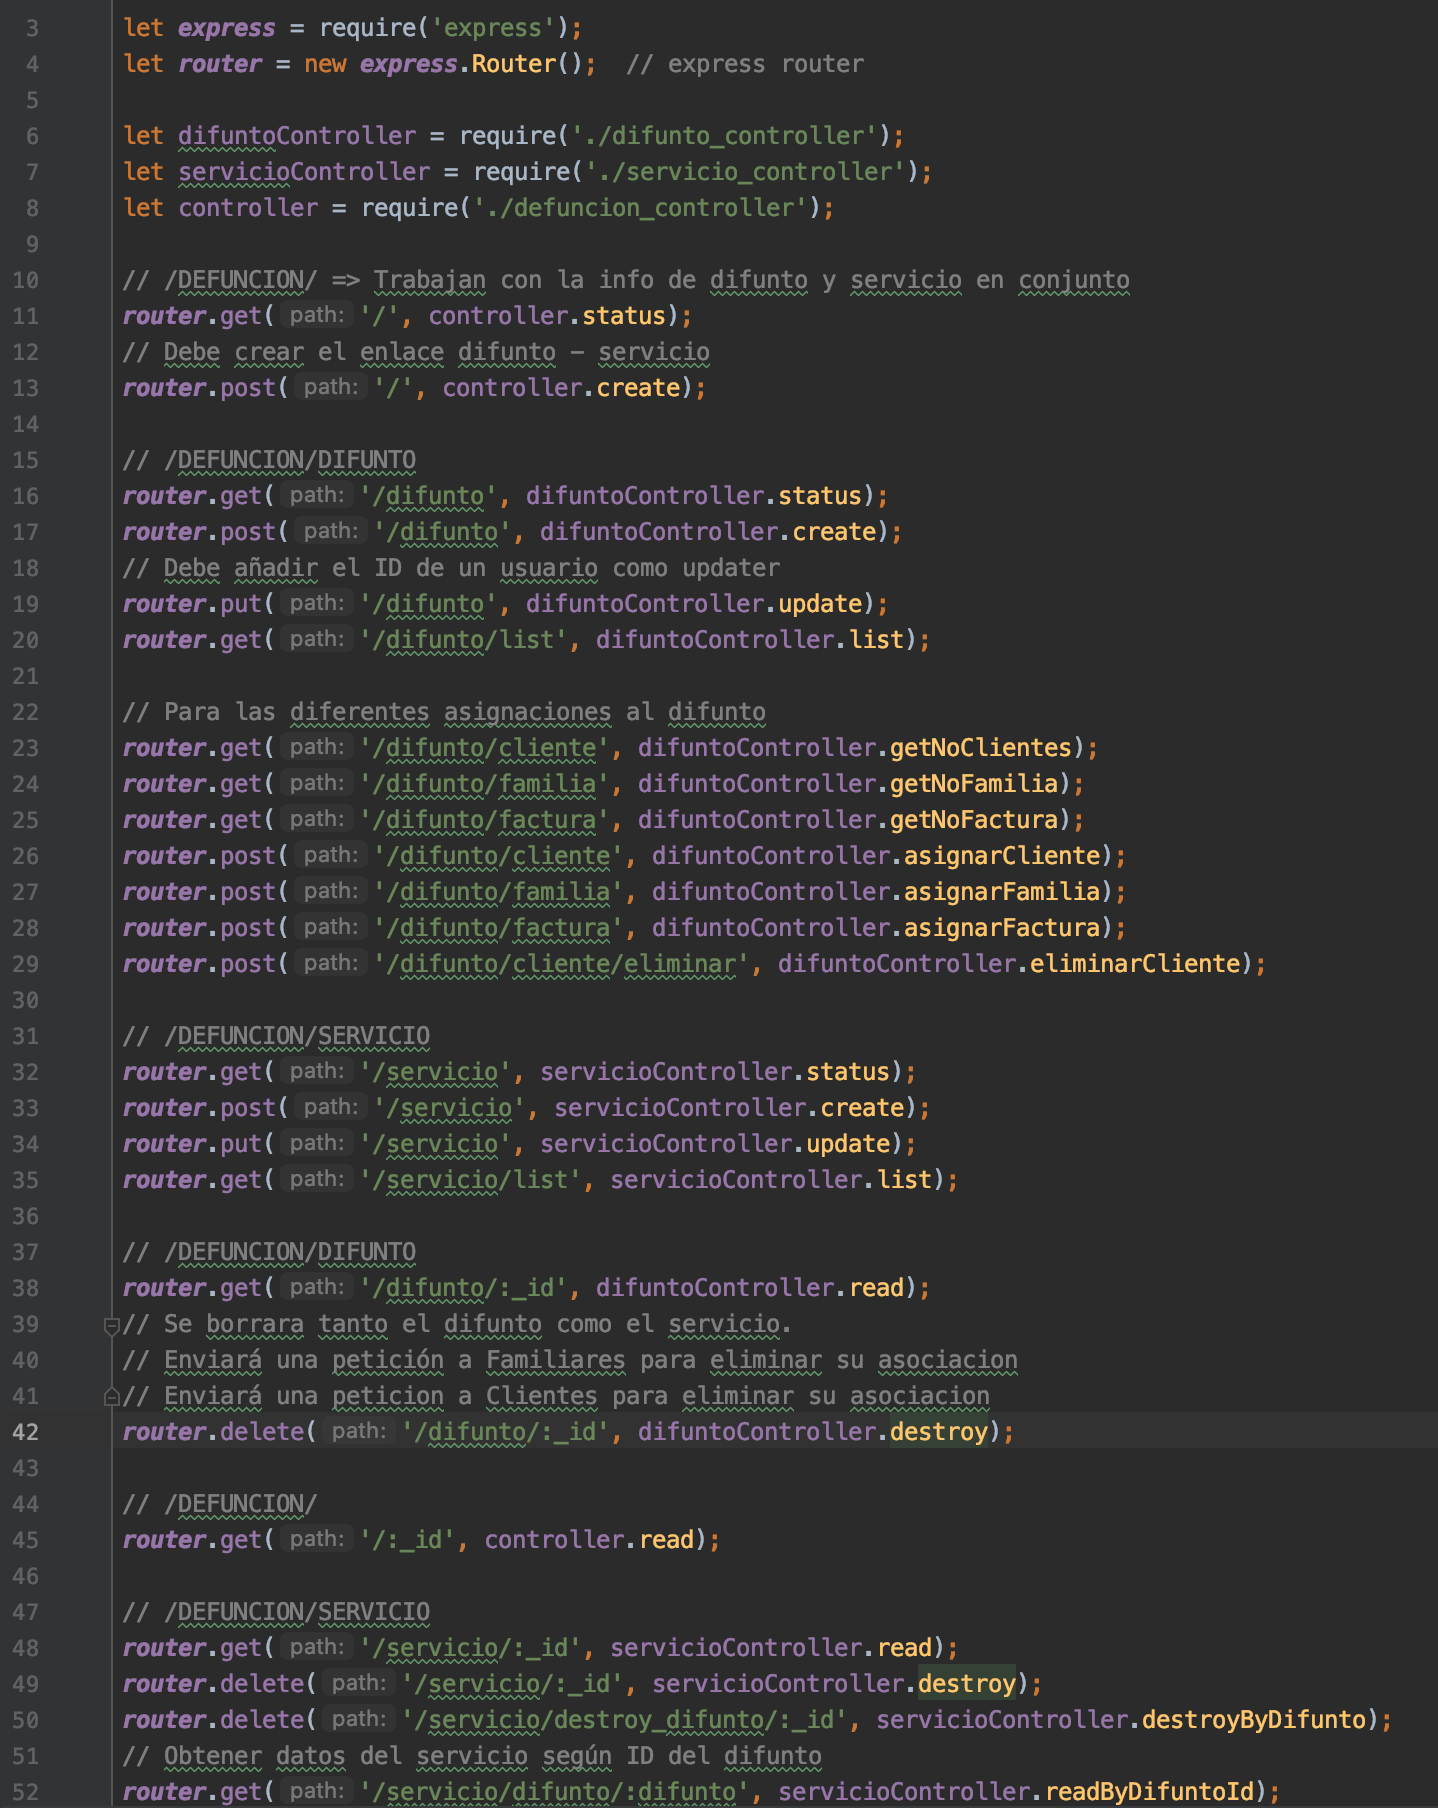 3 let express = require('express');
4 let router = new express.Router();  // express router
5
6 let difuntoController = require('./difunto_controller');
7 let servicioController = require('./servicio_controller');
8 let controller = require('./defuncion_controller');
9
10 // /DEFUNCION/ => Trabajan con la info de difunto y servicio en conjunto
11 router.get( path: '/', controller.status);
12 // Debe crear el enlace difunto - servicio
13 router.post( path: '/', controller.create);
14
15 // /DEFUNCION/DIFUNTO
16 router.get( path: '/difunto', difuntoController.status);
17 router.post( path: '/difunto', difuntoController.create);
18 // Debe añadir el ID de un usuario como updater
19 router.put( path: '/difunto', difuntoController.update);
20 router.get( path: '/difunto/list', difuntoController.list);
21
22 // Para las diferentes asignaciones al difunto
23 router.get( path: '/difunto/cliente', difuntoController.getNoClientes);
24 router.get( path: '/difunto/familia', difuntoController.getNoFamilia);
25 router.get( path: '/difunto/factura', difuntoController.getNoFactura);
26 router.post( path: '/difunto/cliente', difuntoController.asignarCliente);
27 router.post( path: '/difunto/familia', difuntoController.asignarFamilia);
28 router.post( path: '/difunto/factura', difuntoController.asignarFactura);
29 router.post( path: '/difunto/cliente/eliminar', difuntoController.eliminarCliente);
30
31 // /DEFUNCION/SERVICIO
32 router.get( path: '/servicio', servicioController.status);
33 router.post( path: '/servicio', servicioController.create);
34 router.put( path: '/servicio', servicioController.update);
35 router.get( path: '/servicio/list', servicioController.list);
36
37 // /DEFUNCION/DIFUNTO
38 router.get( path: '/difunto/:_id', difuntoController.read);
39 // Se borrara tanto el difunto como el servicio.
40 // Enviará una petición a Familiares para eliminar su asociacion
41 // Enviará una peticion a Clientes para eliminar su asociacion
42 router.delete( path: '/difunto/:_id', difuntoController.destroy);
43
44 // /DEFUNCION/
45 router.get( path: '/:_id', controller.read);
46
47 // /DEFUNCION/SERVICIO
48 router.get( path: '/servicio/:_id', servicioController.read);
49 router.delete( path: '/servicio/:_id', servicioController.destroy);
50 router.delete( path: '/servicio/destroy_difunto/:_id', servicioController.destroyByDifunto);
51 // Obtener datos del servicio según ID del difunto
52 router.get( path: '/servicio/difunto/:difunto', servicioController.readByDifuntoId);